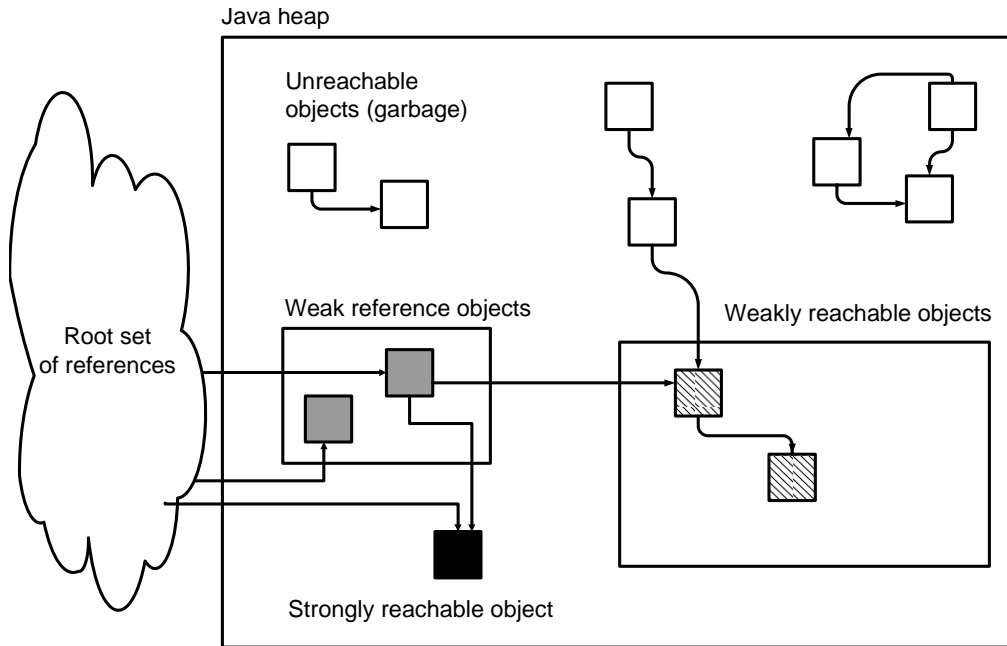 Java heap
Unreachable
objects (garbage)
Weak reference objects
Weakly reachable objects
Root set
of references
Strongly reachable object